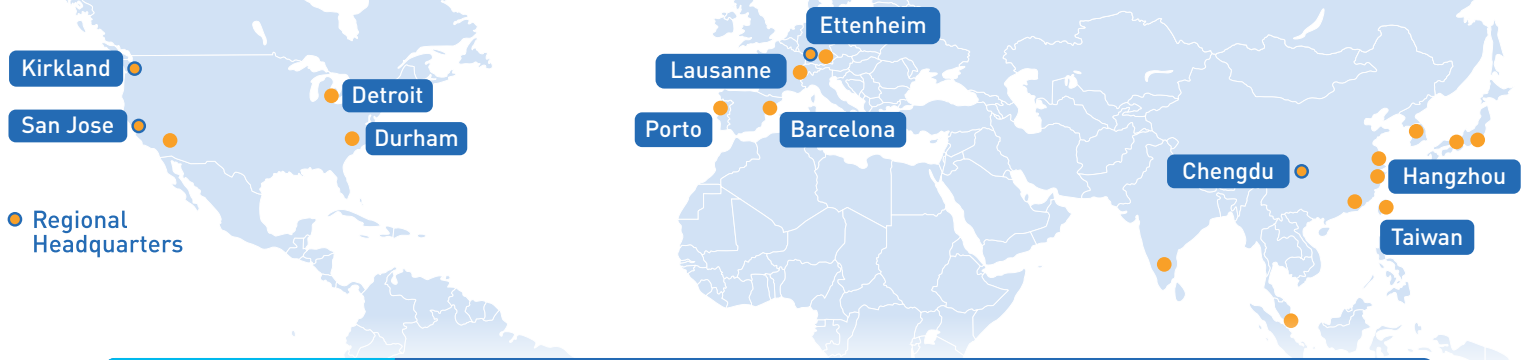 Ettenheim
Kirkland
Lausanne
Detroit
San Jose
Porto
Barcelona
Durham
Chengdu
Hangzhou
Regional
Headquarters
Taiwan